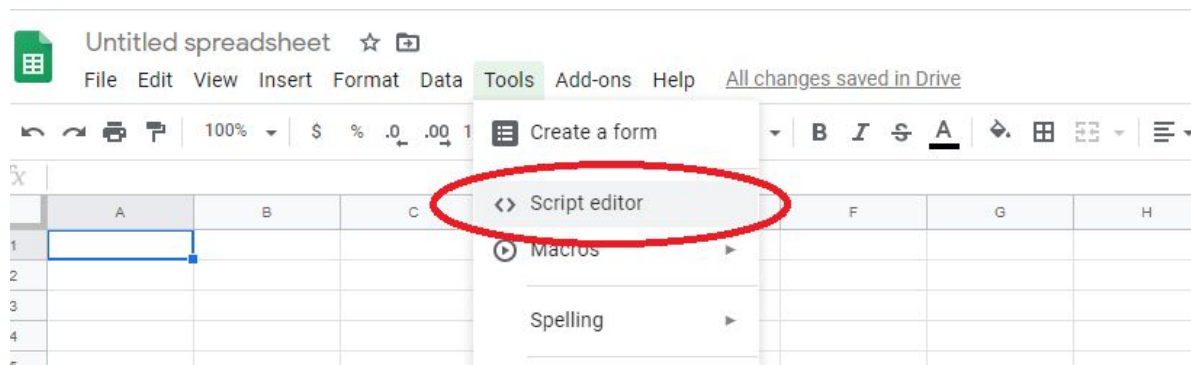 Untitled spreadsheet
File Edit View Insert Format Data Tools Add-ons Help All changes saved in Drive
100% $ % .0 .00 1 B I S A
Create a form
fx
Script editor
A B C F G H
1
Macros
2
3
Spelling
4